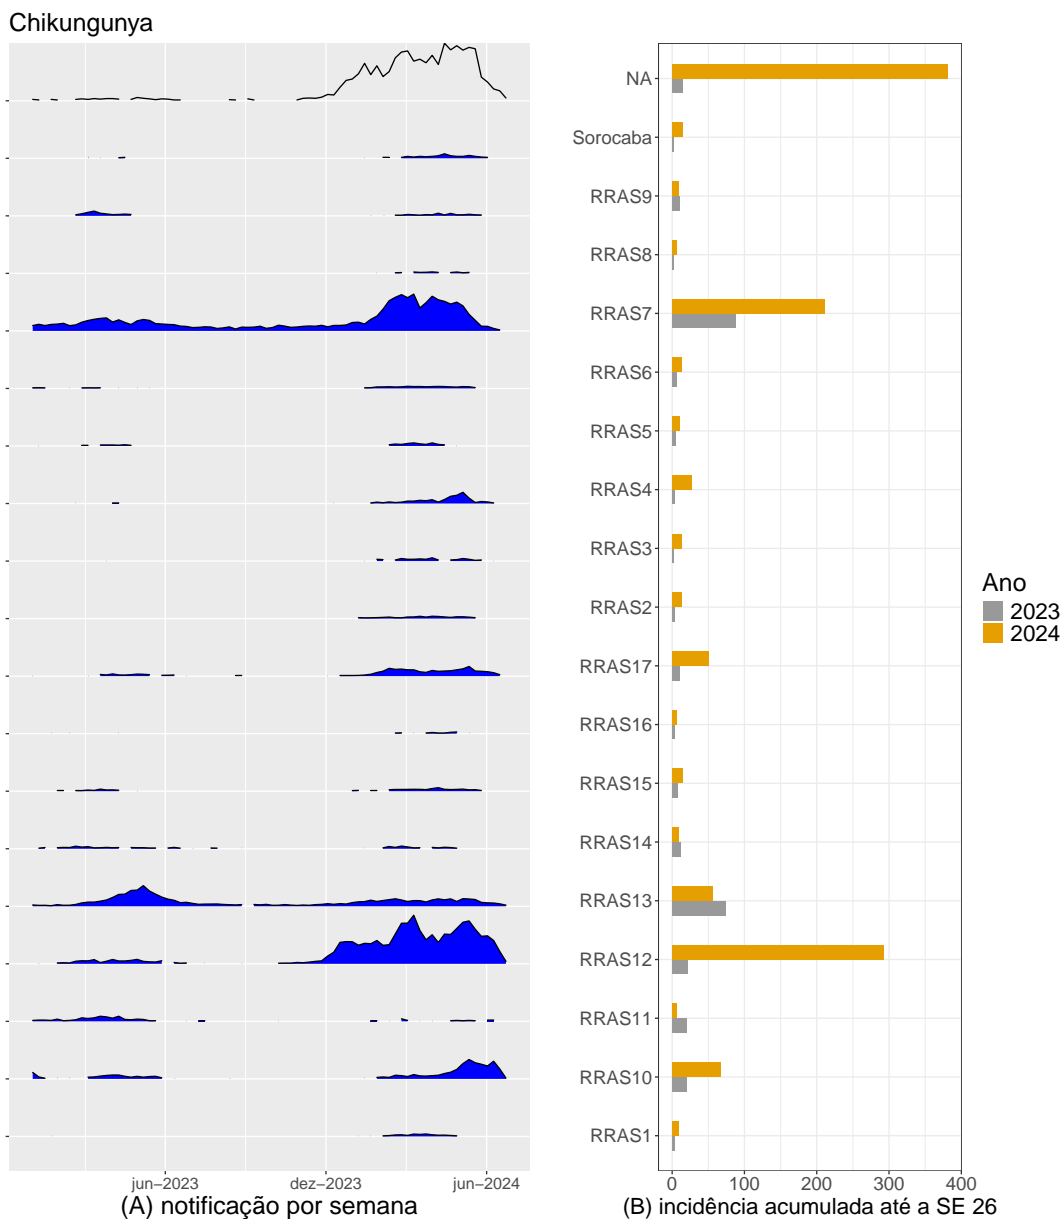 Chikungunya
NA
Sorocaba
RRAS9
RRAS8
RRAS7
RRAS6
RRAS5
RRAS4
RRAS3
RRAS2
RRAS17
RRAS16
RRAS15
RRAS14
RRAS13
RRAS12
RRAS11
RRAS10
RRAS1
jun–2023 dez–2023 jun–2024
(A) notificação por semana
0 100 200 300 400
(B) incidência acumulada até a SE 26
Ano
2023
2024